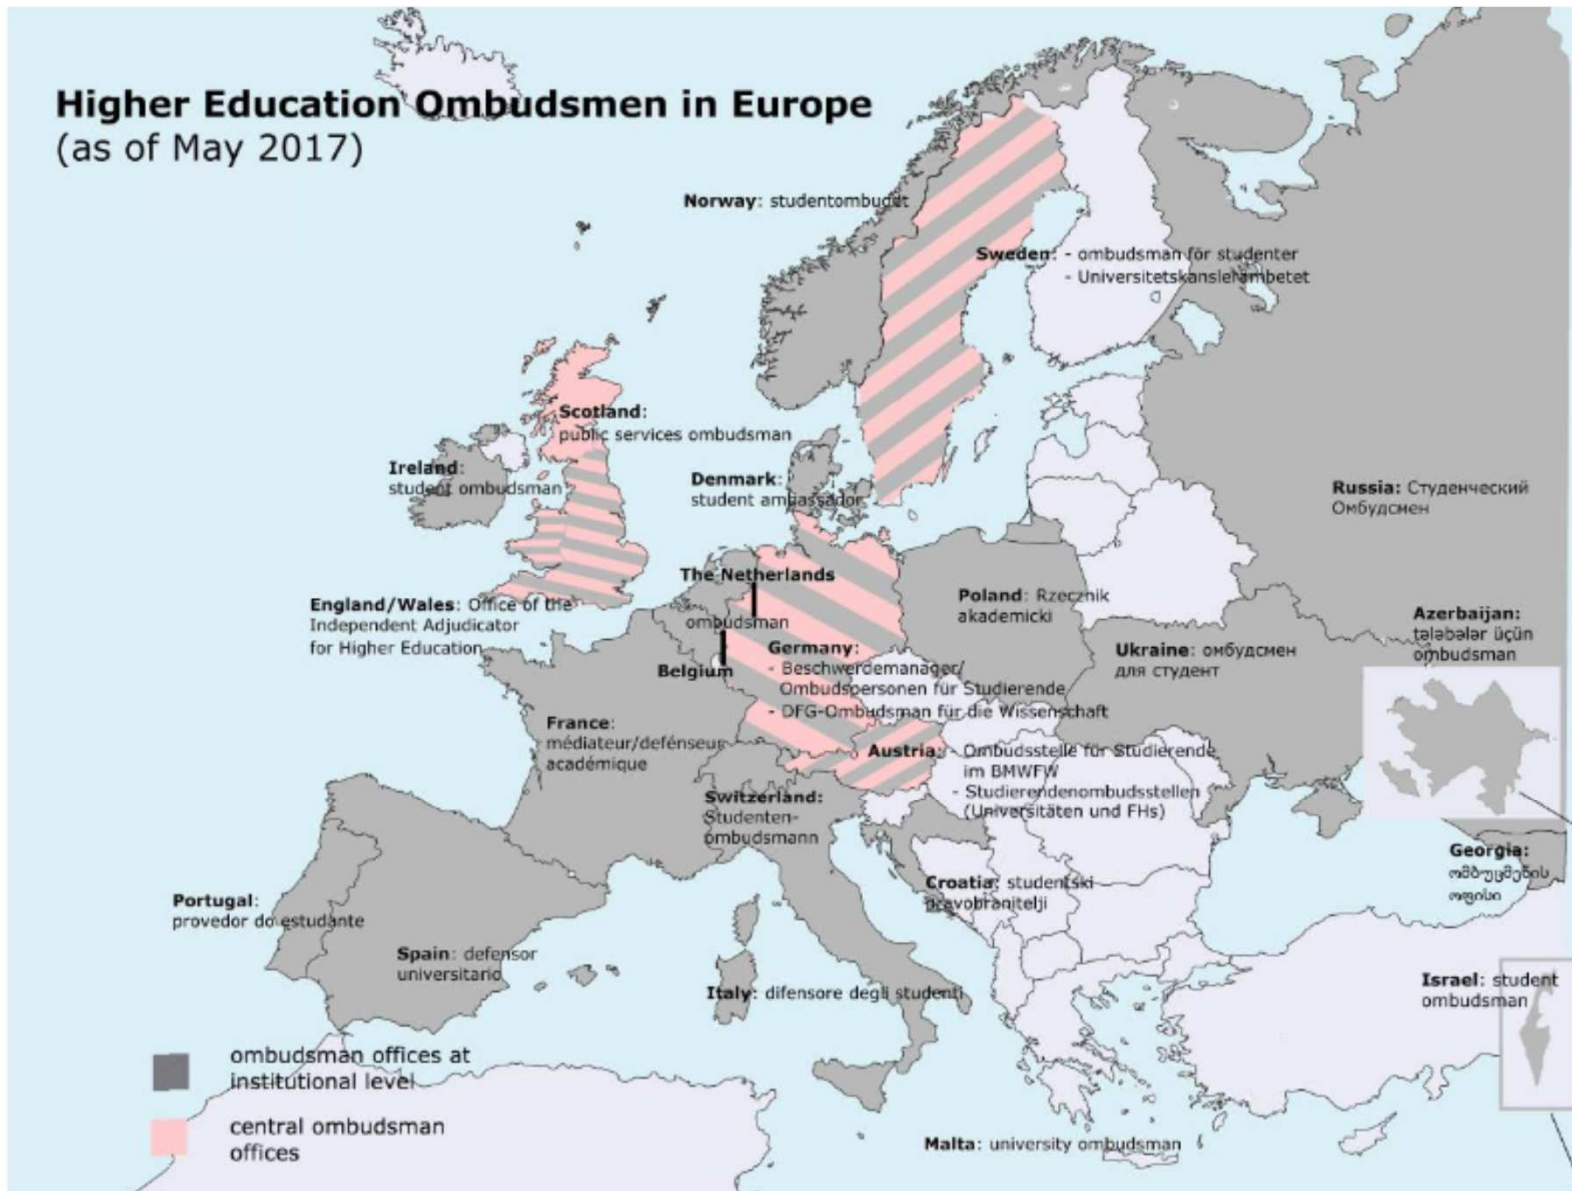 Higher Education Ombudsmen in Europe
(as of May 2017)
Norway: studentombudet
Sweden: - ombudsman för studenter
- Universitetskanslerämbetet
Scotland:
public services ombudsman
Ireland:
student ombudsman
Denmark:
student ambassador
Russia: Студенческий
Омбудсмен
The Netherlands
ombudsman
Belgium
England/Wales: Office of the
Independent Adjudicator
for Higher Education
Poland: Rzecznik
akademicki
Azerbaijan:
tələbələr üçün
ombudsman
Ukraine: омбудсмен
для студент
Germany:
- Beschwerdemanager/
Ombudspersonen für Studierende
- DFG-Ombudsman für die Wissenschaft
France:
médiateur/defénseur
académique
Austria: - Ombudsstelle für Studierende
im BMWFW
- Studierendenombudsstellen
(Universitäten und FHs)
Switzerland:
Studenten-
ombudsmann
Georgia:
ომბუცმენის
ოფისი
Croatia: studentski
pravobranitelji
Portugal:
provedor do estudante
Spain: defensor
universitario
Italy: difensore degli studenti
Israel: student
ombudsman
ombudsman offices at
institutional level
central ombudsman
offices
Malta: university ombudsman